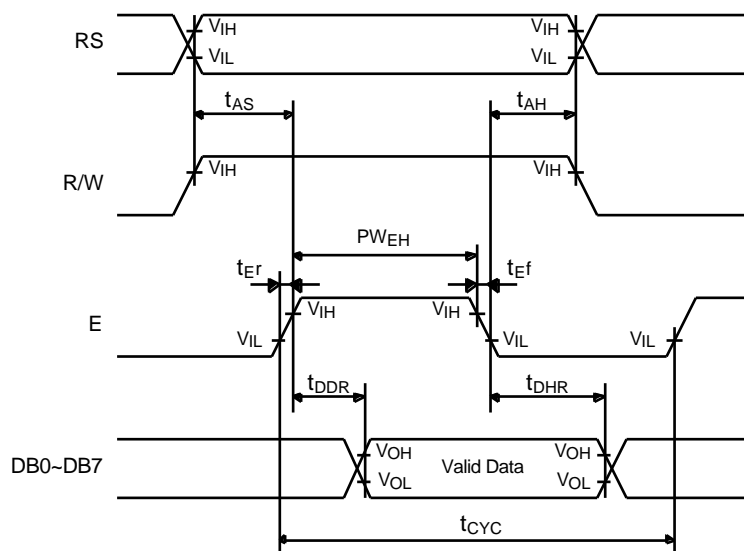 RS
VIH
VIH
VIL
VIL
tAS
tAH
R/W
VIH
VIH
PWEH
tEr
tEf
E
VIH
VIH
VIL
VIL
VIL
tDDR
tDHR
DB0~DB7
VOH
VOH
Valid Data
VOL
VOL
tCYC